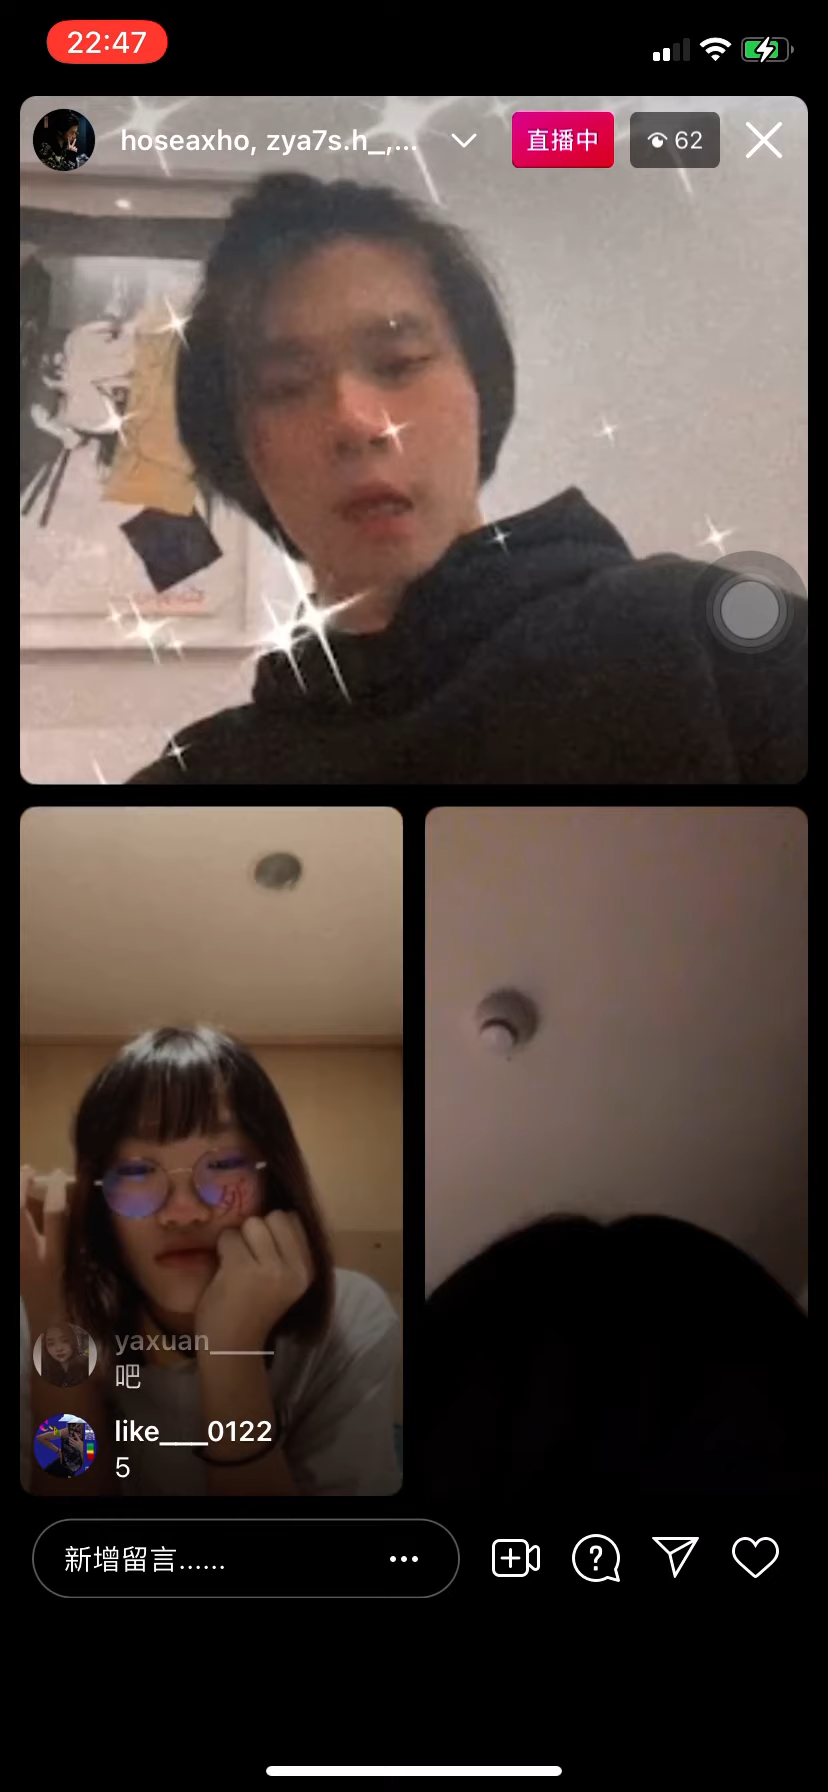 22:47
hoseaxho, zya7s.h_,...
直播中
62
yaxuan____
吧
like___0122
5
新增留言......